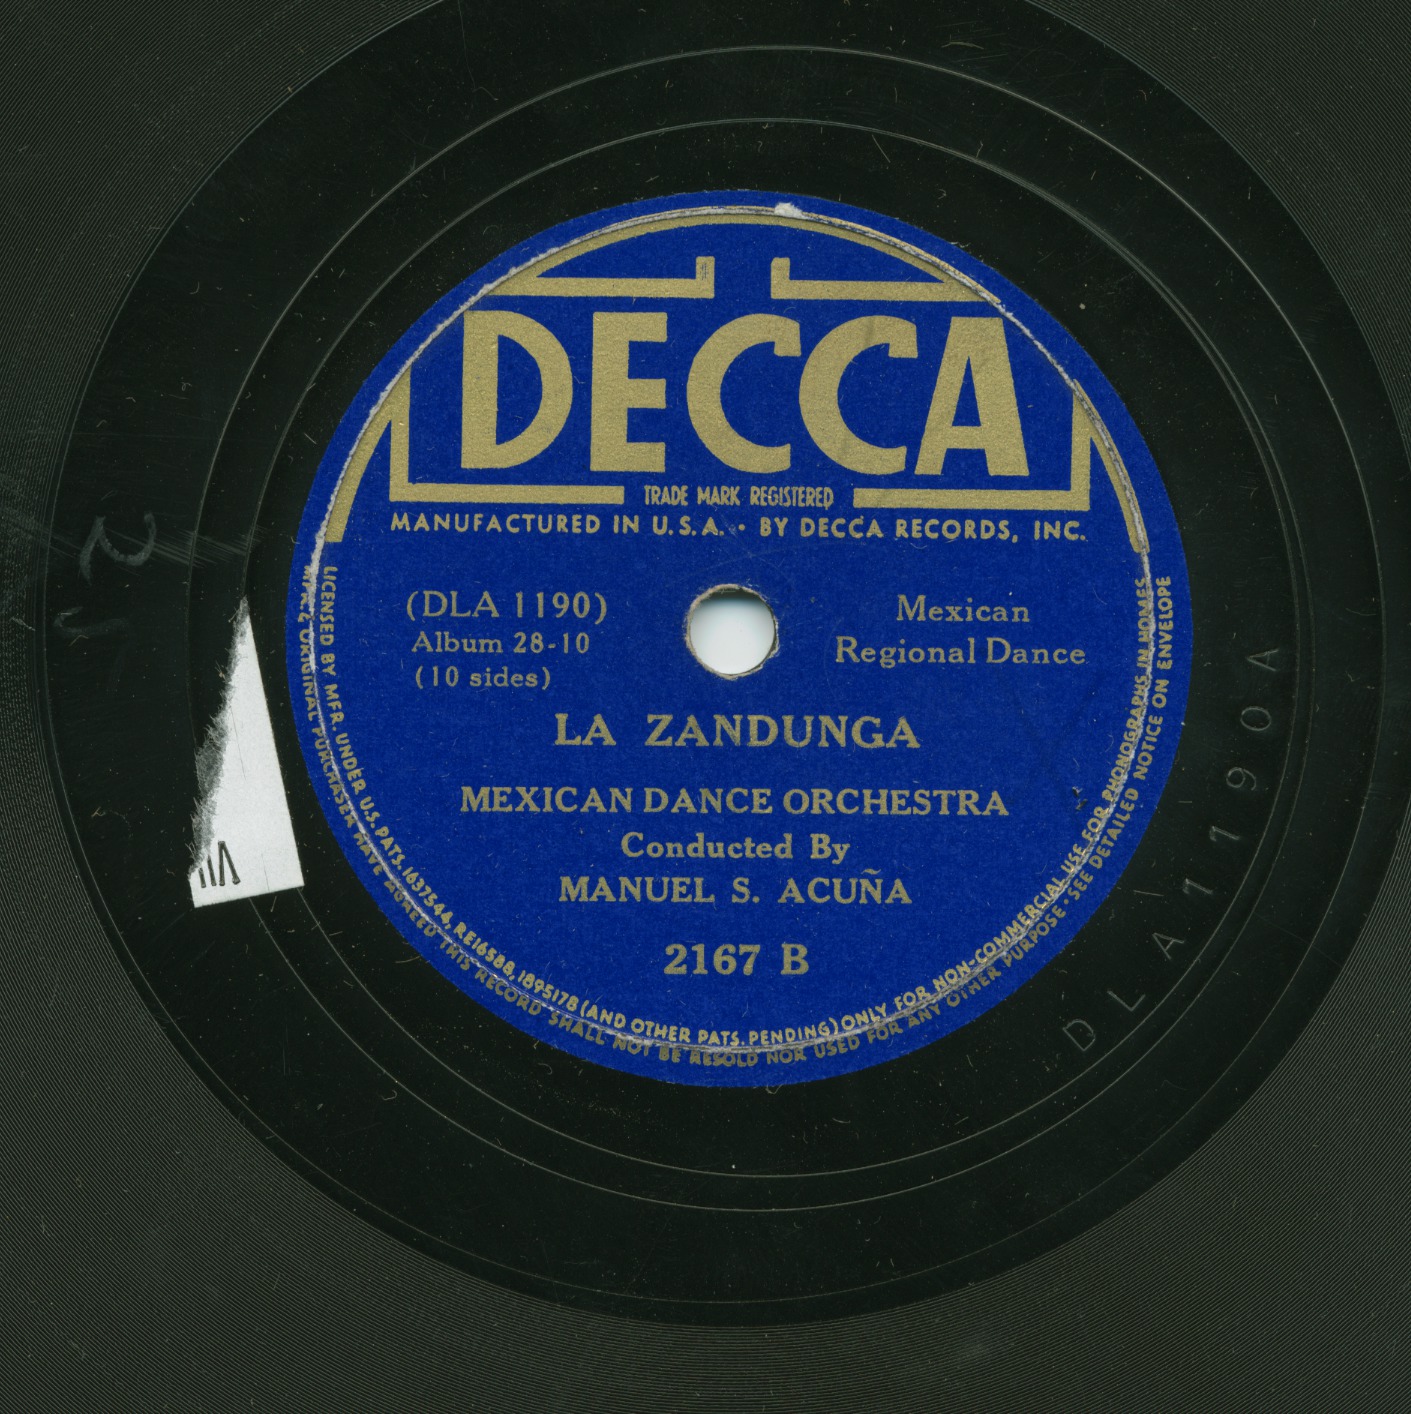 DECCA
TRADE MARK REGISTERED
MANUFACTURED IN U.S.A. · BY DECCA RECORDS, INC.
(DLA 1190)
Album 28-10
(10 sides)
Mexican
Regional Dance
LA ZANDUNGA
MEXICAN DANCE ORCHESTRA
Conducted By
MANUEL S. ACUÑA
2167 B
LICENSED BY MFR. UNDER U.S. PATS. 1637544, RE16588, 1895178 (AND OTHER PATS. PENDING) ONLY FOR NON-COMMERCIAL USE FOR PHONOGRAPHS IN HOMES
MFR. & ORIGINAL PURCHASER HAVE AGREED THIS RECORD SHALL NOT BE RESOLD NOR USED FOR ANY OTHER PURPOSE · SEE DETAILED NOTICE ON ENVELOPE
DLA1190A